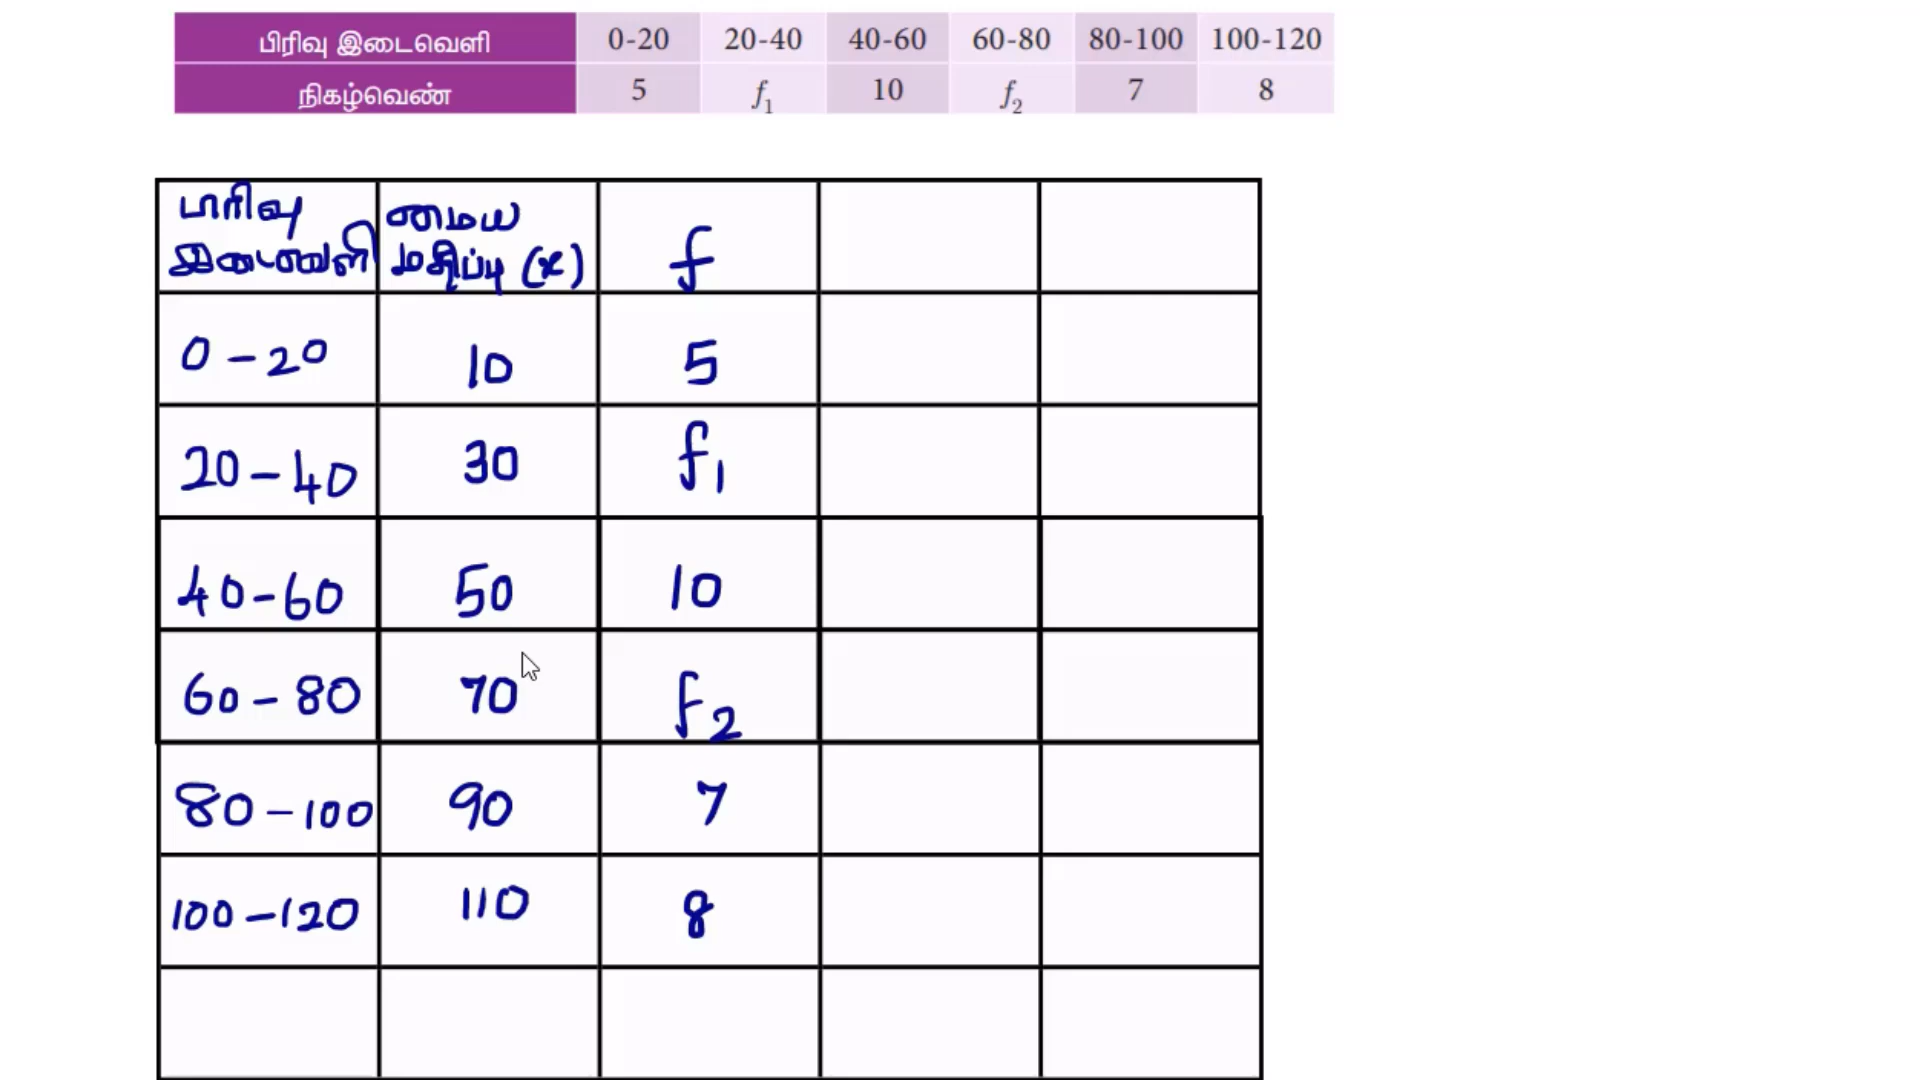 பிரிவு இடைவெளி 0-20 20-40 40-60 60-80 80-100 100-120
நிகழ்வெண் 5 f₁ 10 f₂ 7 8
பிரிவு இடைவெளி மைய மதிப்பு (x) f
0-20 10 5
20-40 30 f₁
40-60 50 10
60-80 70 f₂
80-100 90 7
100-120 110 8